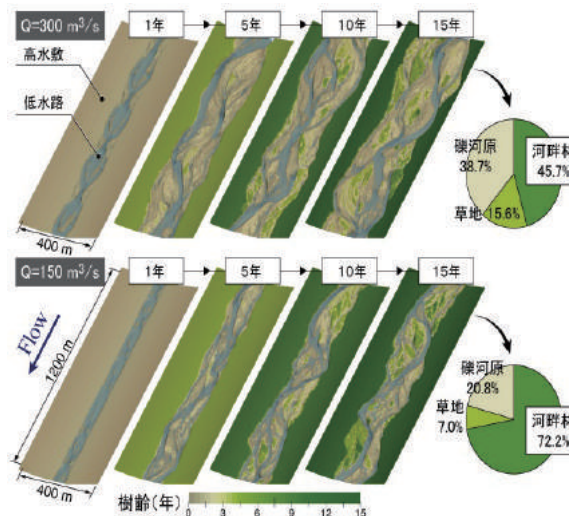 Q=300 m³/s
1年
5年
10年
15年
高水敷
低水路
400 m
礫河原
38.7%
河畔林
45.7%
草地
15.6%
Q=150 m³/s
1年
5年
10年
15年
Flow
1200 m
400 m
礫河原
20.8%
草地
7.0%
河畔林
72.2%
樹齢(年)
0 3 6 9 12 15